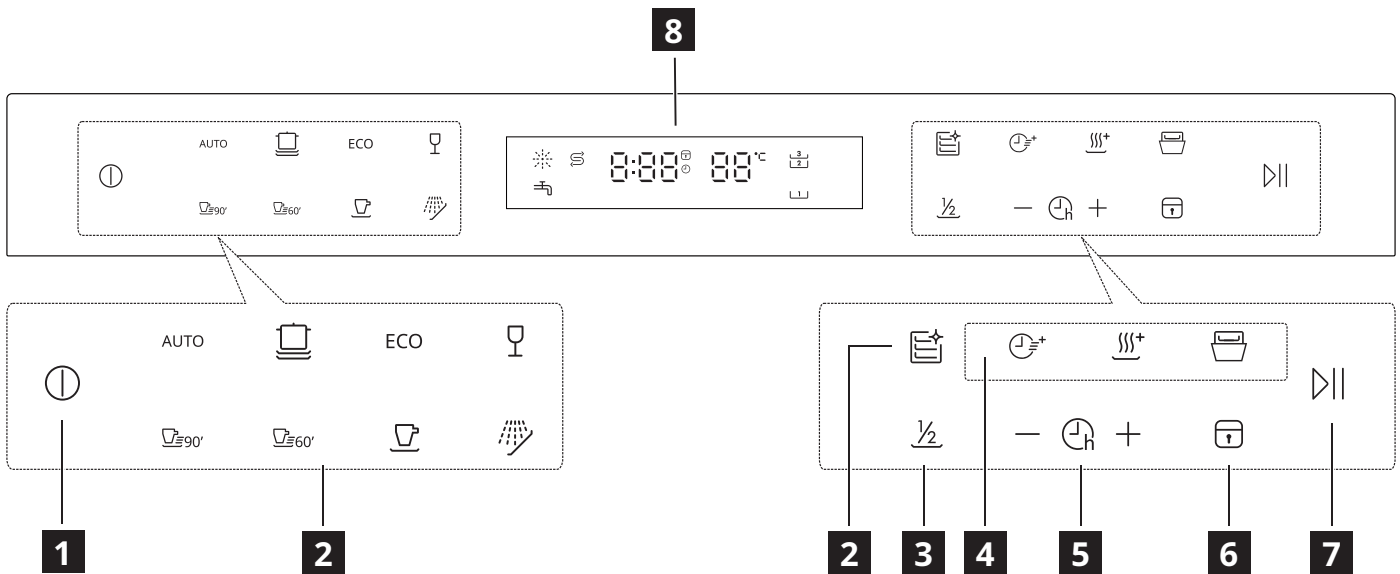 8
AUTO ECO
90' 60'
8:88 88 °C 3 2
1
+ +
½ − h +
AUTO ECO
90' 60'
+ +
½ − h +
1 2 2 3 4 5 6 7